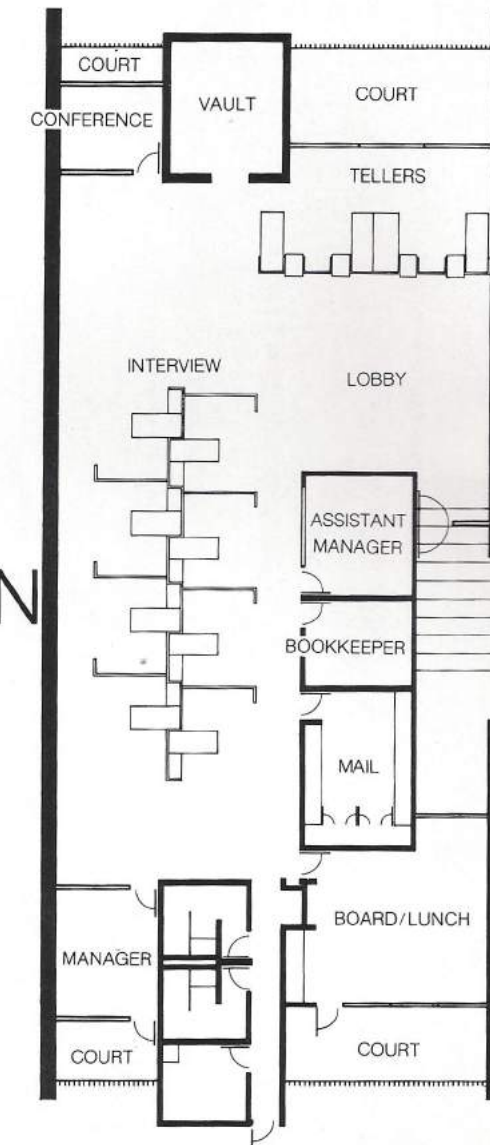 COURT
VAULT
COURT
CONFERENCE
TELLERS
INTERVIEW
LOBBY
ASSISTANT
MANAGER
N
BOOKKEEPER
MAIL
BOARD/LUNCH
MANAGER
COURT
COURT